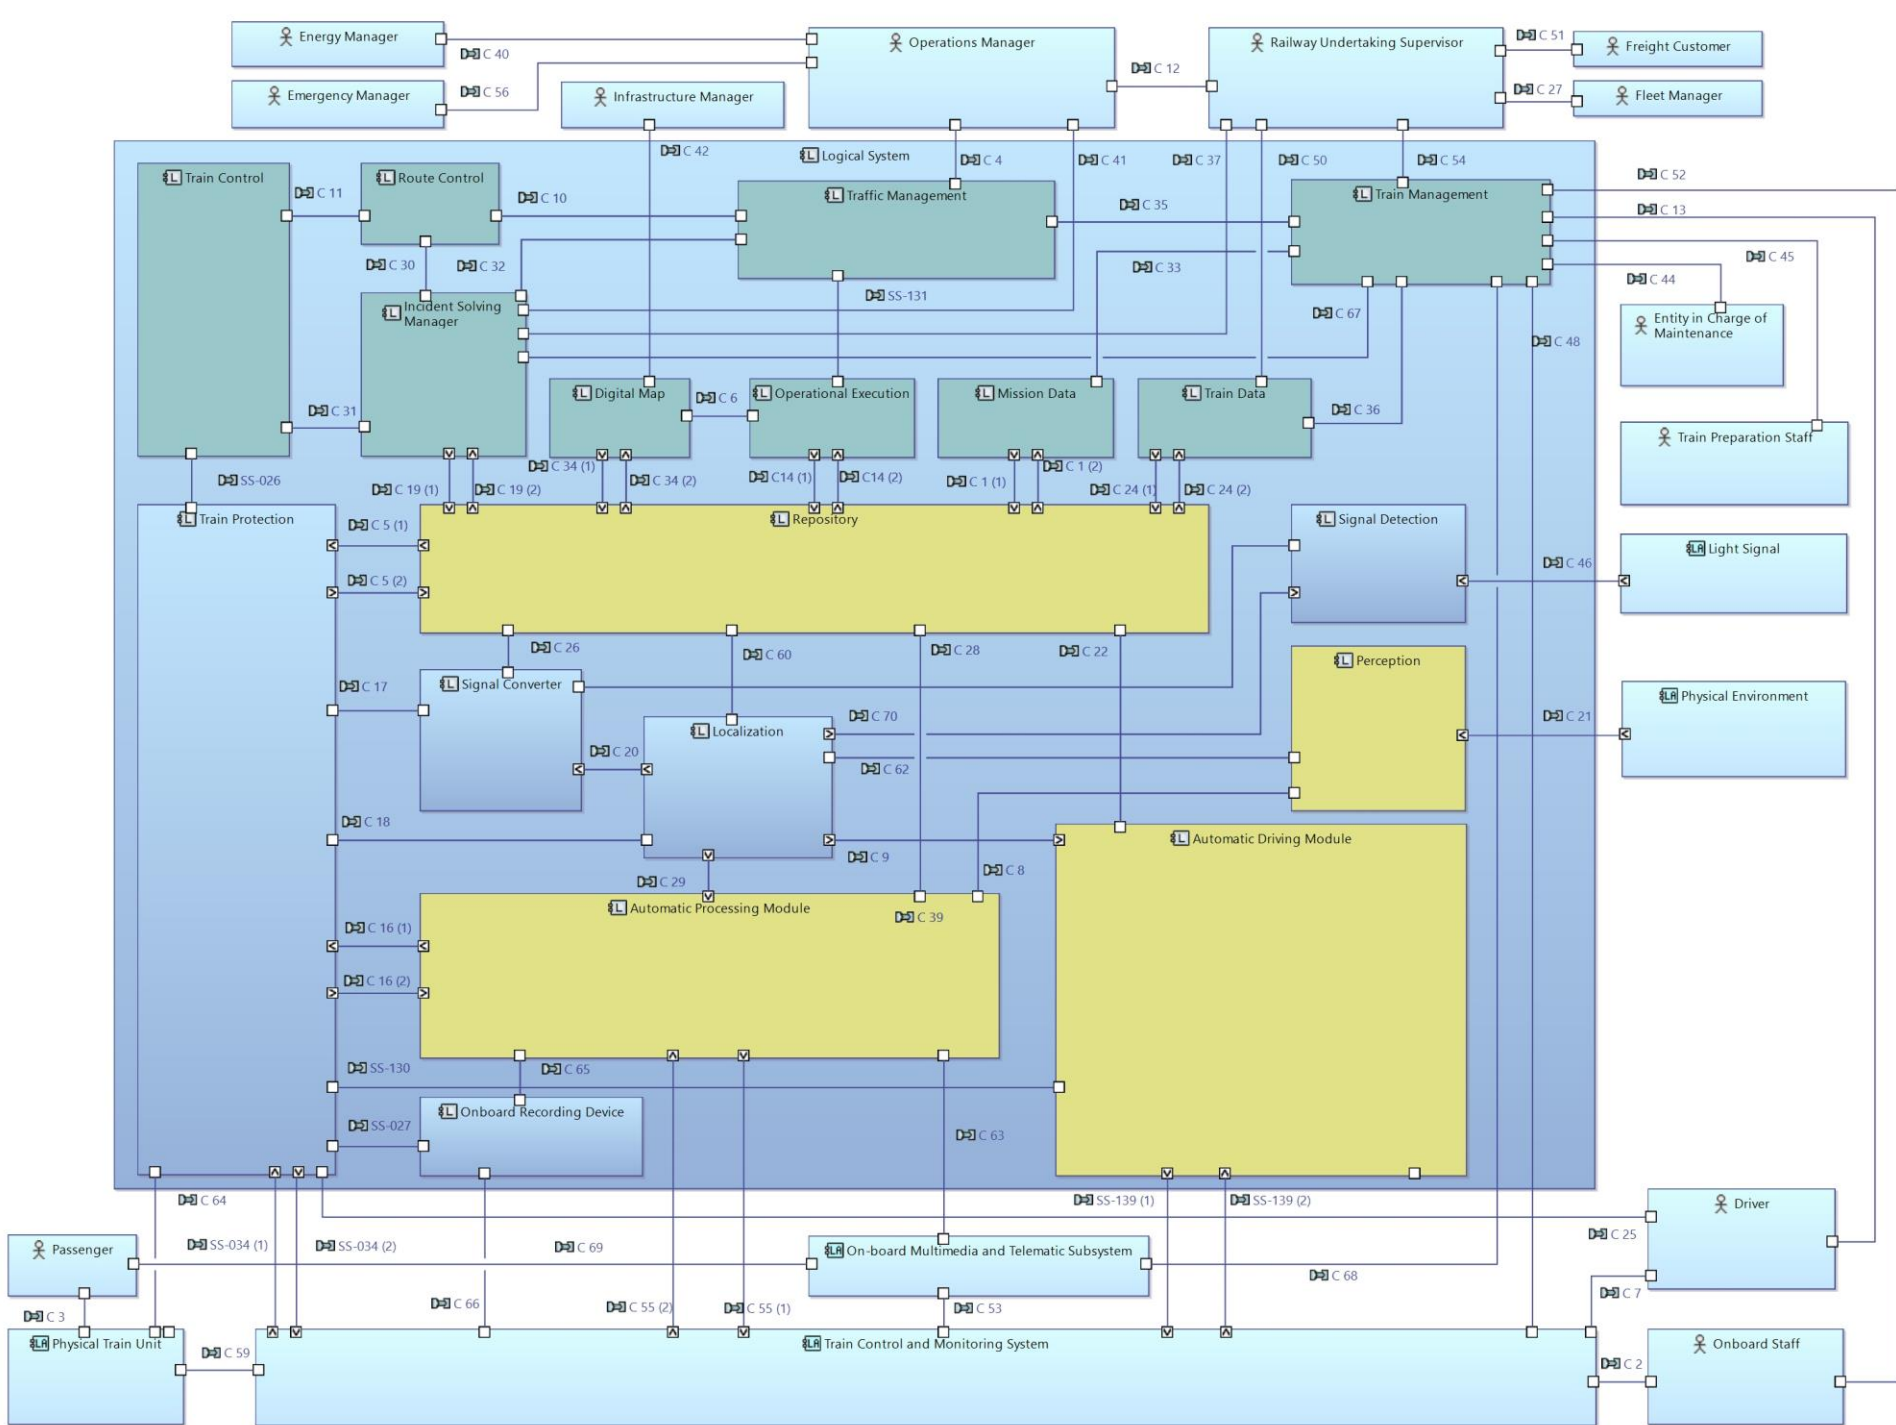 Energy Manager
C 40
Operations Manager
Railway Undertaking Supervisor
C 51
Freight Customer
C 12
Emergency Manager
C 56
Infrastructure Manager
C 27
Fleet Manager
C 42
Logical System
C 4
C 41
C 37
C 50
C 54
C 52
Train Control
C 11
Route Control
C 10
Traffic Management
C 35
Train Management
C 13
C 30
C 32
C 33
C 45
C 44
SS-131
Incident Solving
Manager
C 67
C 48
Entity in Charge of
Maintenance
C 31
Digital Map
C 6
Operational Execution
Mission Data
Train Data
C 36
Train Preparation Staff
SS-026
C 19 (1)
C 19 (2)
C 34 (1)
C 34 (2)
C14 (1)
C14 (2)
C 1 (1)
C 1 (2)
C 24 (1)
C 24 (2)
Train Protection
C 5 (1)
Repository
Signal Detection
Light Signal
C 5 (2)
C 46
C 26
C 60
C 28
C 22
Perception
C 17
Signal Converter
Physical Environment
C 70
C 21
Localization
C 20
C 62
C 18
C 9
Automatic Driving Module
C 29
C 8
Automatic Processing Module
C 39
C 16 (1)
C 16 (2)
SS-130
C 65
Onboard Recording Device
SS-027
C 63
C 64
SS-139 (1)
SS-139 (2)
Driver
Passenger
SS-034 (1)
SS-034 (2)
C 69
On-board Multimedia and Telematic Subsystem
C 25
C 68
C 3
C 66
C 55 (2)
C 55 (1)
C 53
C 7
Physical Train Unit
C 59
Train Control and Monitoring System
C 2
Onboard Staff